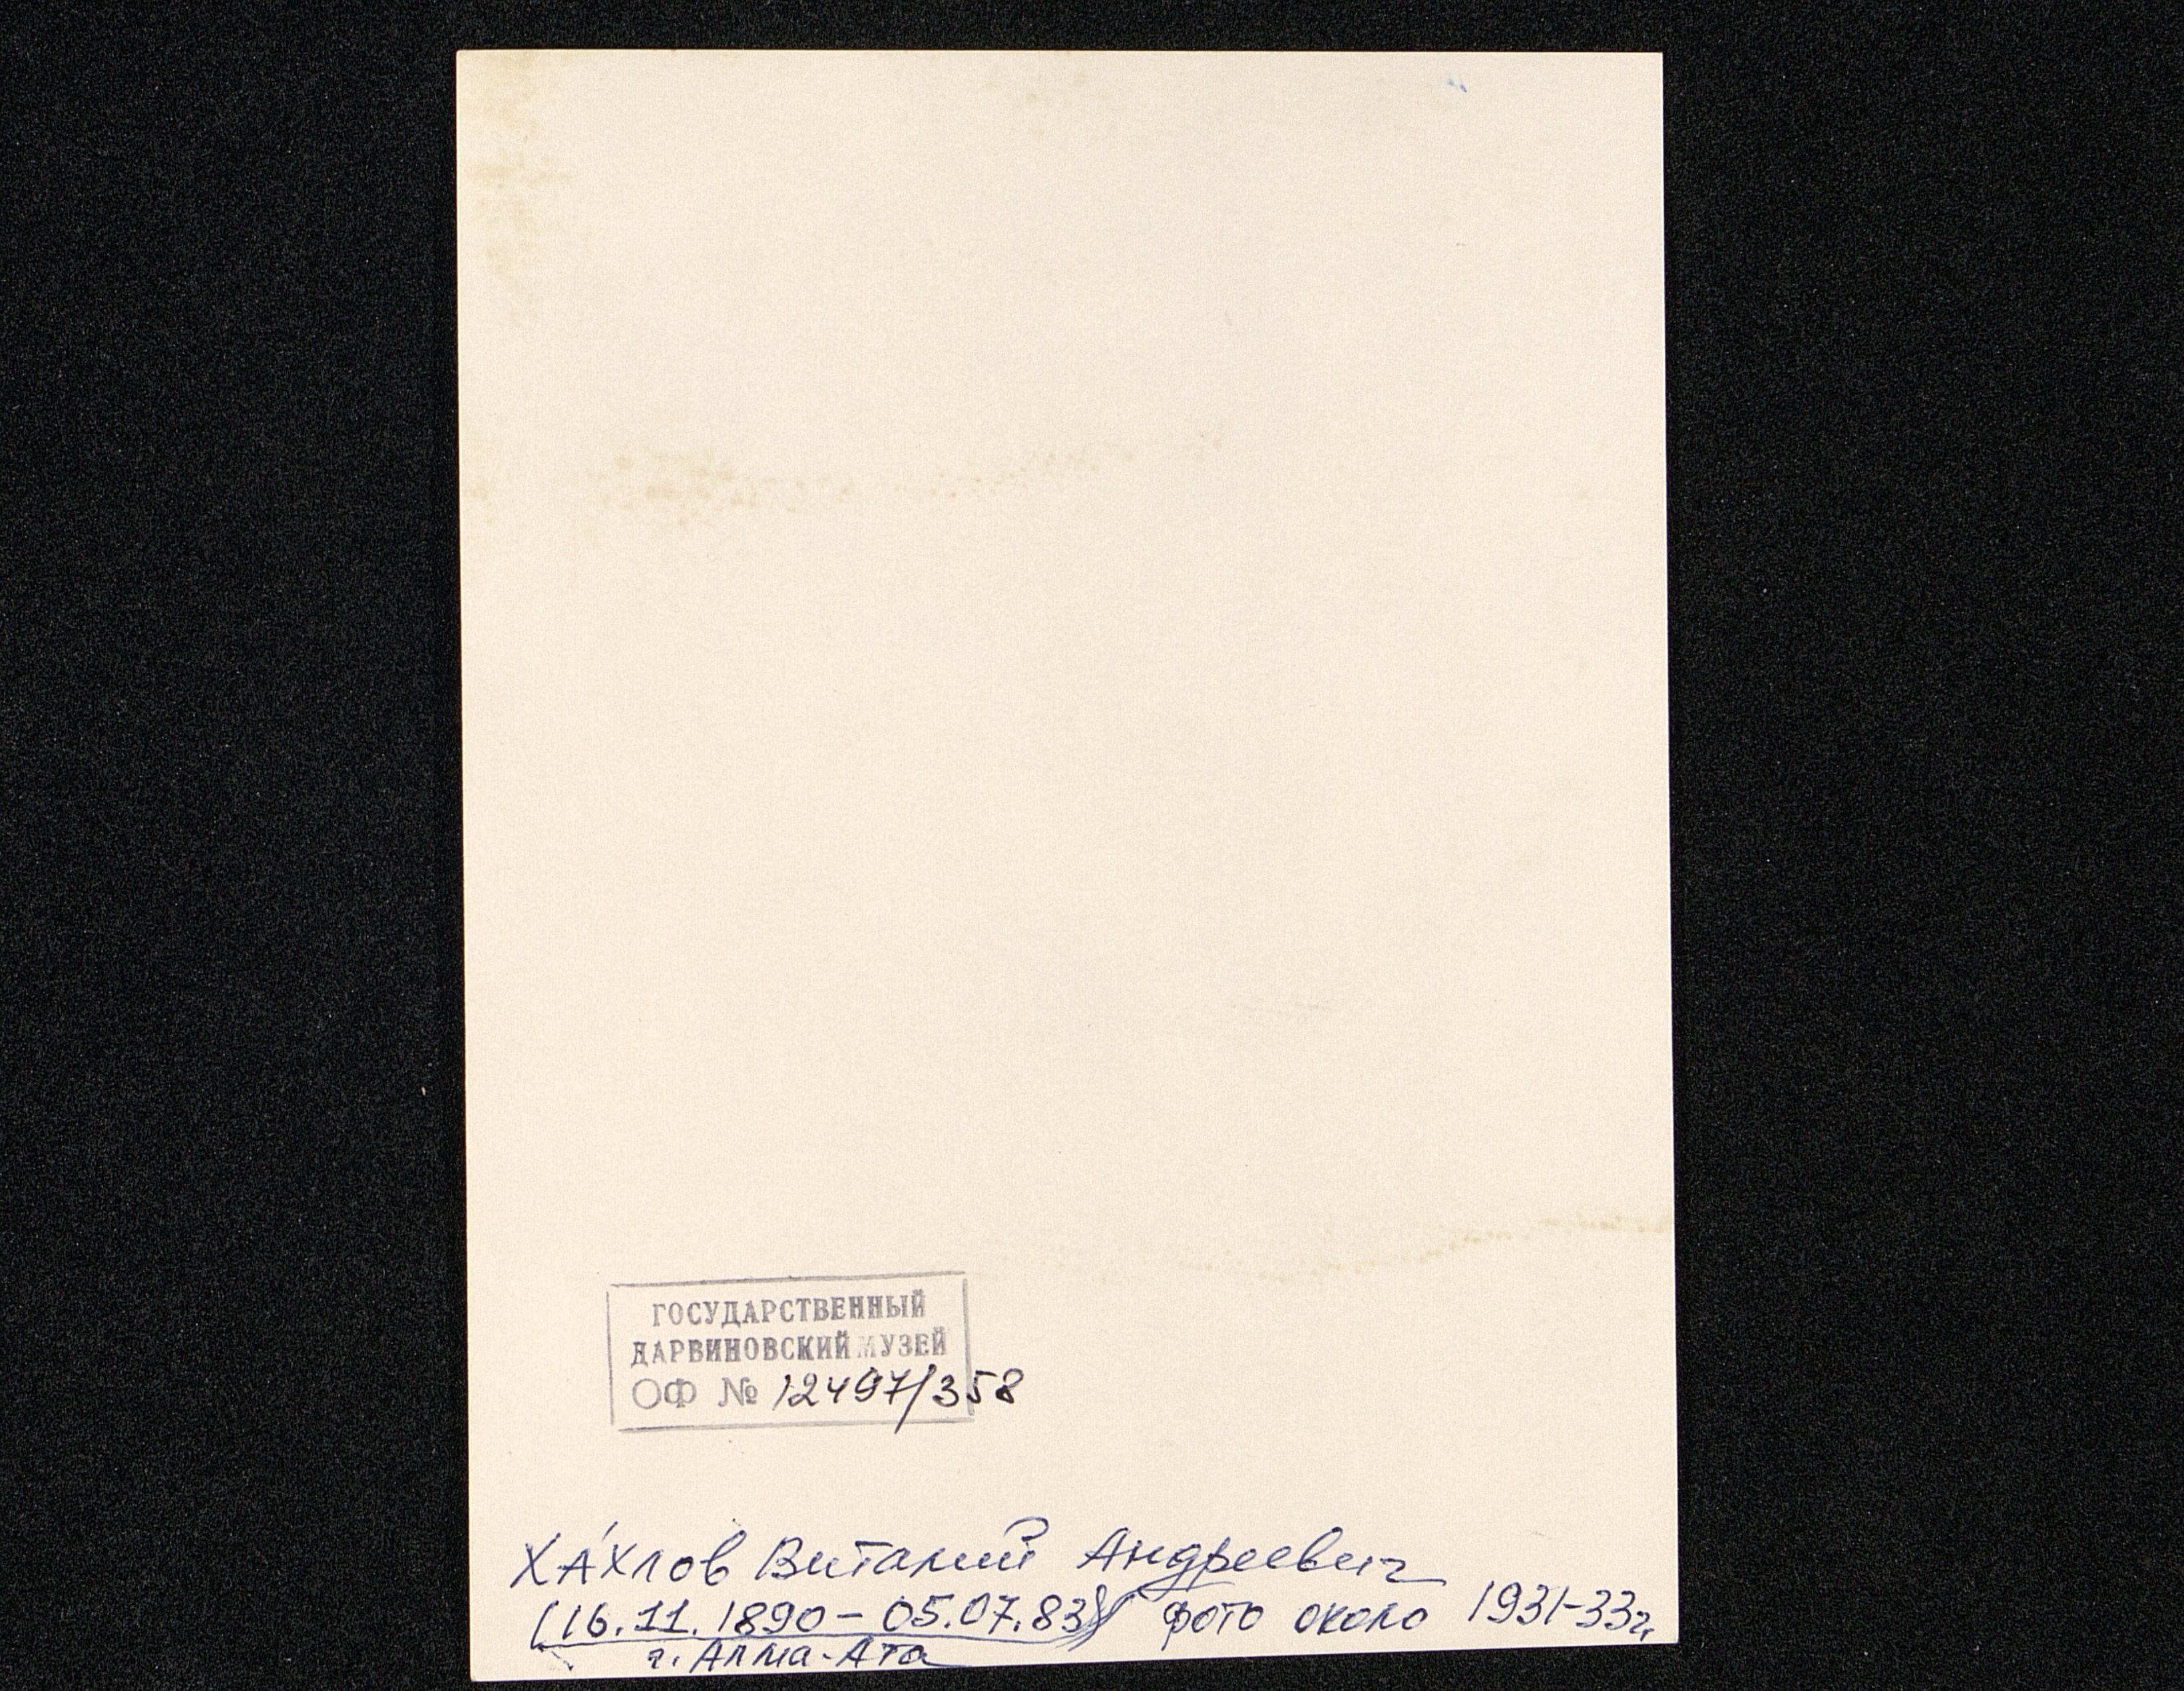 ГОСУДАРСТВЕННЫЙ
ДАРВИНОВСКИЙ МУЗЕЙ
ОФ № 12497/358
ХА́ХЛОВ Виталий Андреевич
(16.11.1890 – 05.07.83) фото около 1931-33г.
г. Алма-Ата